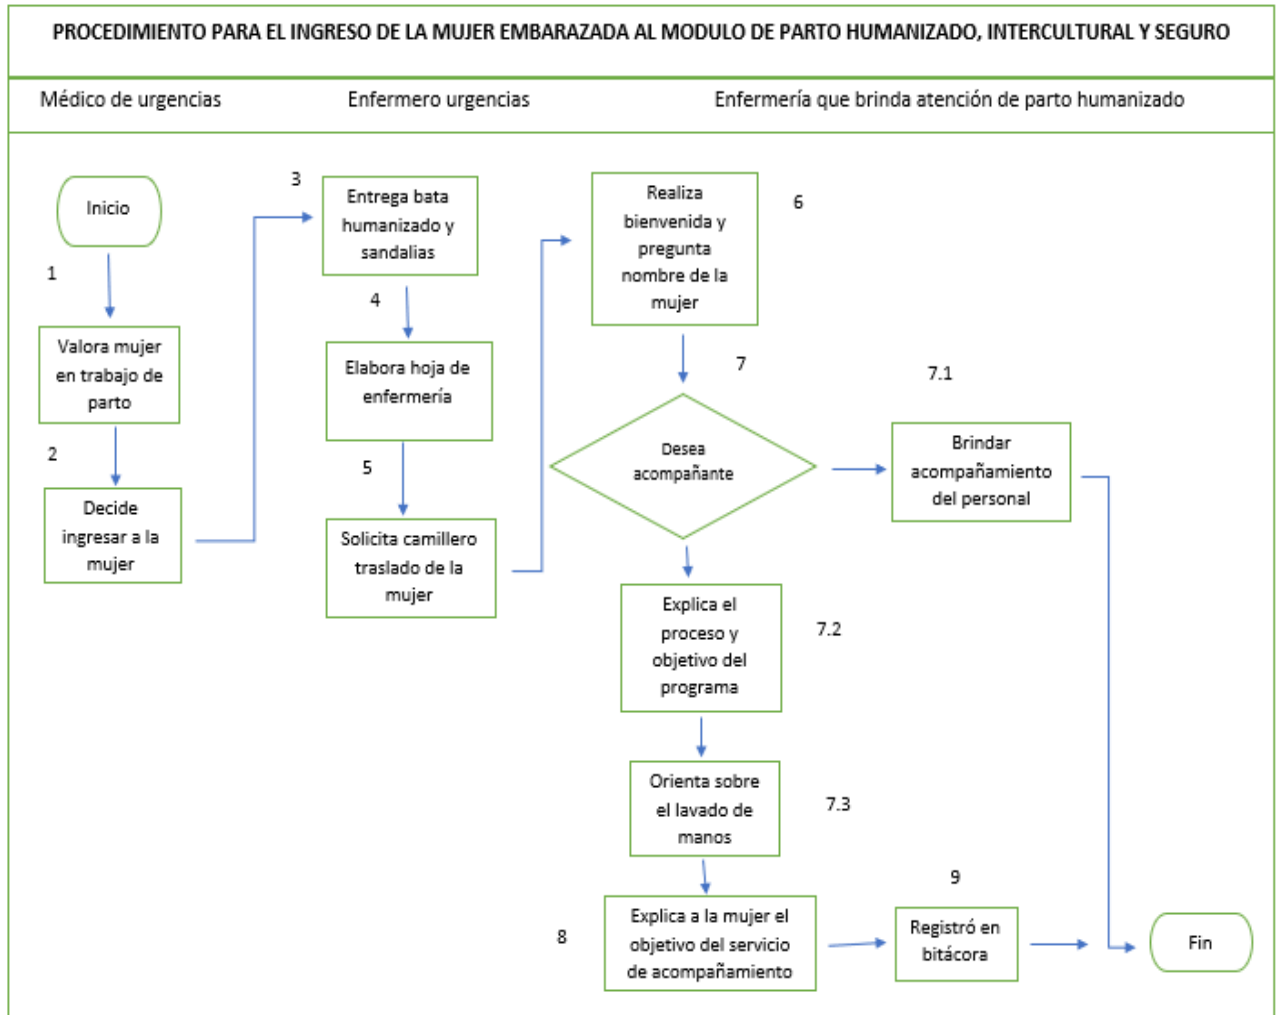 PROCEDIMIENTO PARA EL INGRESO DE LA MUJER EMBARAZADA AL MODULO DE PARTO HUMANIZADO, INTERCULTURAL Y SEGURO
Médico de urgencias
Enfermero urgencias
Enfermería que brinda atención de parto humanizado
Inicio
1
Valora mujer
en trabajo de
parto
2
Decide
ingresar a la
mujer
3
Entrega bata
humanizado y
sandalias
4
Elabora hoja de
enfermería
5
Solicita camillero
traslado de la
mujer
Realiza
bienvenida y
pregunta
nombre de la
mujer
6
7
Desea
acompañante
7.1
Brindar
acompañamiento
del personal
Explica el
proceso y
objetivo del
programa
7.2
Orienta sobre
el lavado de
manos
7.3
8
Explica a la mujer el
objetivo del servicio
de acompañamiento
9
Registró en
bitácora
Fin